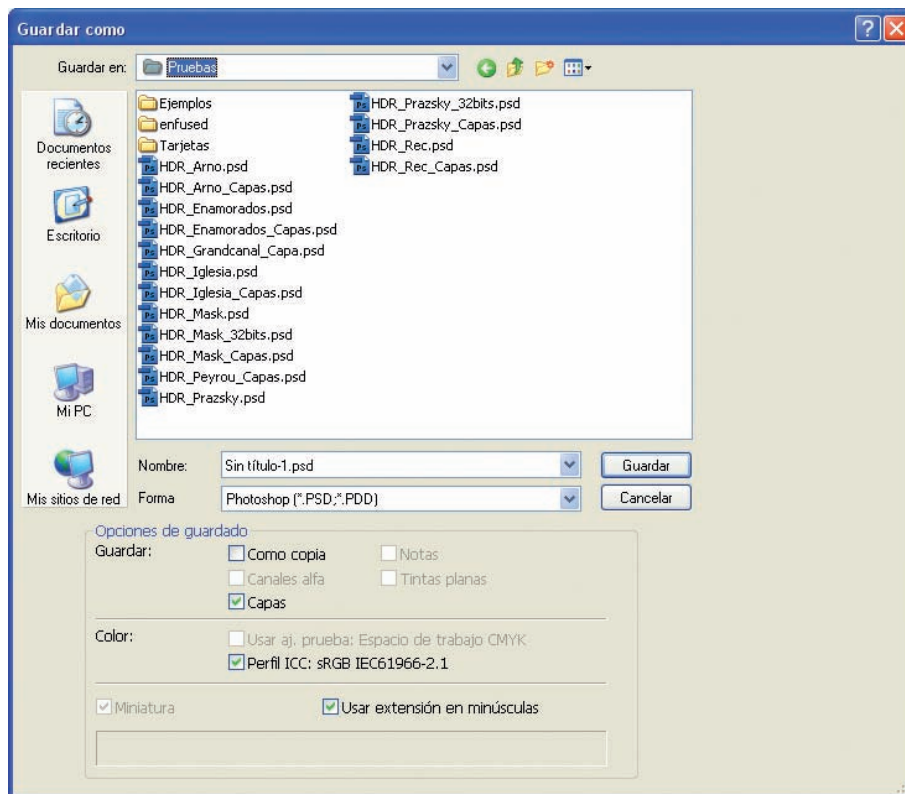 Guardar como
Guardar en: Pruebas
Documentos recientes
Escritorio
Mis documentos
Mi PC
Mis sitios de red
Ejemplos
enfused
Tarjetas
HDR_Arno.psd
HDR_Arno_Capas.psd
HDR_Enamorados.psd
HDR_Enamorados_Capas.psd
HDR_Grandcanal_Capa.psd
HDR_Iglesia.psd
HDR_Iglesia_Capas.psd
HDR_Mask.psd
HDR_Mask_32bits.psd
HDR_Mask_Capas.psd
HDR_Peyrou_Capas.psd
HDR_Prazsky.psd
HDR_Prazsky_32bits.psd
HDR_Prazsky_Capas.psd
HDR_Rec.psd
HDR_Rec_Capas.psd
Nombre: Sin título-1.psd Guardar
Forma Photoshop (*.PSD;*.PDD) Cancelar
Opciones de guardado
Guardar: Como copia Notas
Canales alfa Tintas planas
Capas
Color: Usar aj. prueba: Espacio de trabajo CMYK
Perfil ICC: sRGB IEC61966-2.1
Miniatura Usar extensión en minúsculas